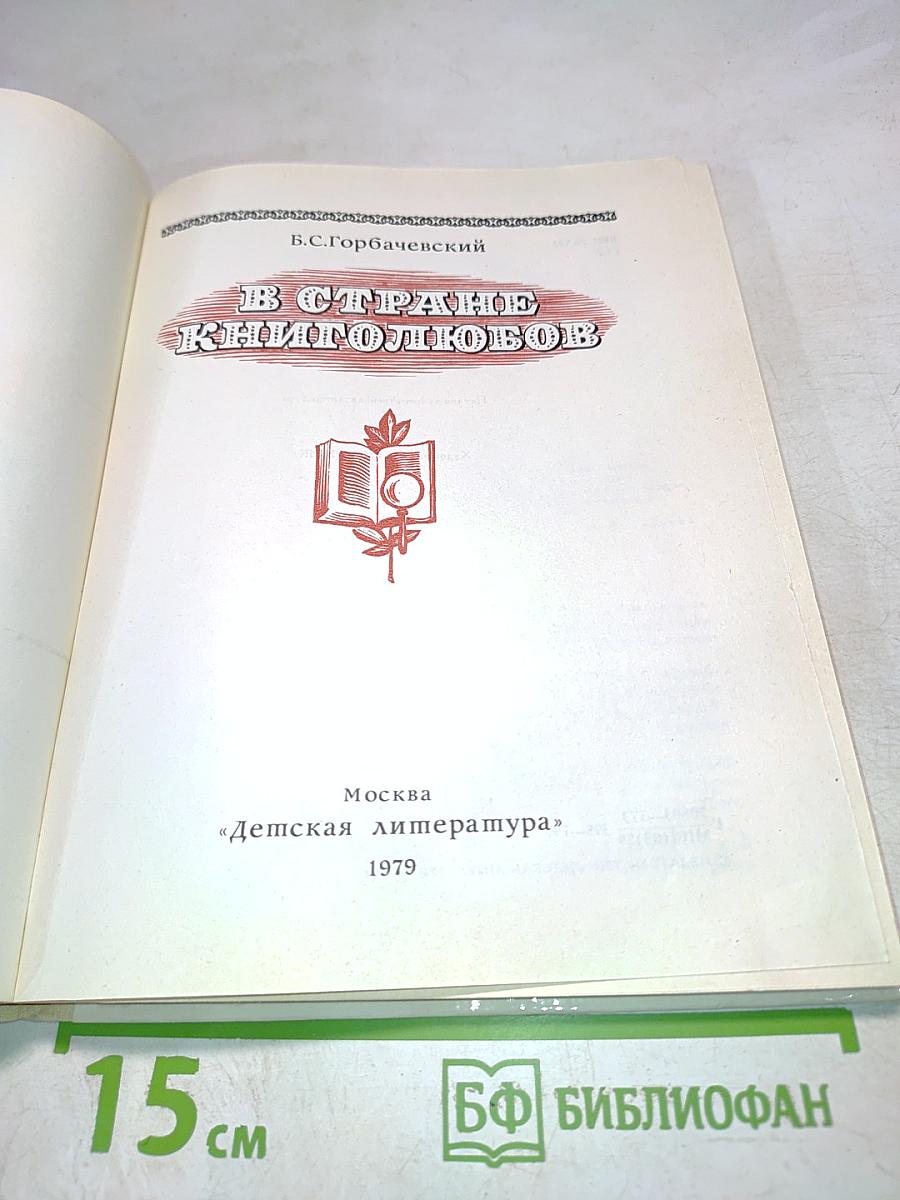 Б.С.Горбачевский
В СТРАНЕ
КНИГОЛЮБОВ
Москва
«Детская литература»
1979
15 см
БФ БИБЛИОФАН